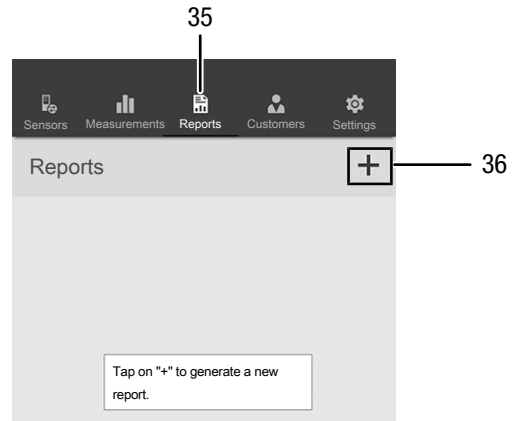 35
Sensors Measurements Reports Customers Settings
Reports +
36
Tap on "+" to generate a new
report.